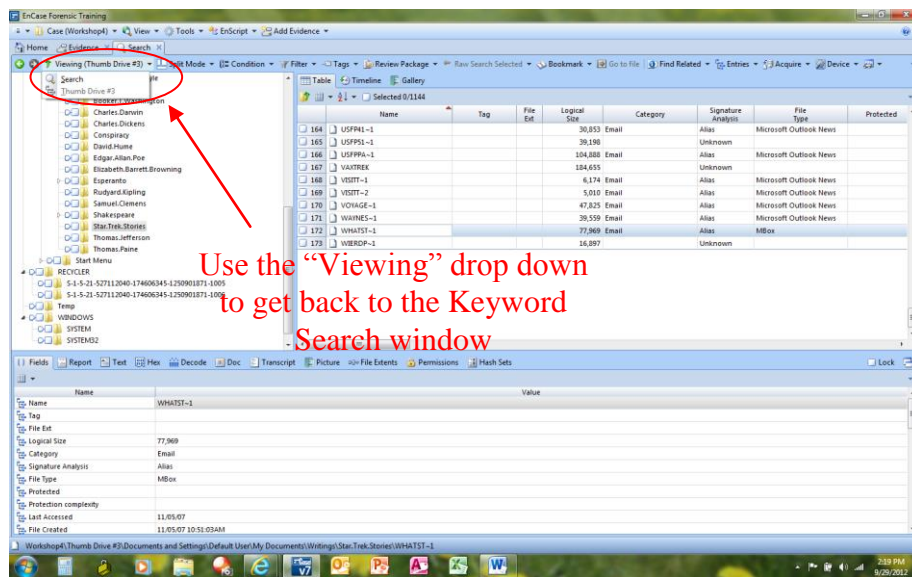 EnCase Forensic Training
Case (Workshop4) View Tools EnScript Add Evidence
Home Evidence Search
Viewing (Thumb Drive #3) Split Mode Condition Filter Tags Review Package Raw Search Selected Bookmark Go to file Find Related Entries Acquire Device
Search
Thumb Drive #3
Booker.T.Washington
Charles.Darwin
Charles.Dickens
Conspiracy
David.Hume
Edgar.Allan.Poe
Elizabeth.Barrett.Browning
Esperanto
Rudyard.Kipling
Samuel.Clemens
Shakespeare
Star.Trek.Stories
Thomas.Jefferson
Thomas.Paine
Start Menu
RECYCLER
S-1-5-21-527112040-174606345-1250901871-1005
S-1-5-21-527112040-174606345-1250901871-1006
Temp
WINDOWS
SYSTEM
SYSTEM32
Table Timeline Gallery
Selected 0/1144
Name Tag File Ext Logical Size Category Signature Analysis File Type Protected
164 USFP41~1 30,853 Email Alias Microsoft Outlook News
165 USFPS1~1 39,198 Unknown
166 USFPPA~1 104,888 Email Alias Microsoft Outlook News
167 VAXTREK 184,655 Unknown
168 VISITT~1 6,174 Email Alias Microsoft Outlook News
169 VISITT~2 5,010 Email Alias Microsoft Outlook News
170 VOYAGE~1 47,825 Email Alias Microsoft Outlook News
171 WAYNES~1 39,559 Email Alias Microsoft Outlook News
172 WHATST~1 77,969 Email Alias MBox
173 WIERDP~1 16,897 Unknown
Use the “Viewing” drop down
to get back to the Keyword
Search window
Fields Report Text Hex Decode Doc Transcript Picture File Extents Permissions Hash Sets Lock
Name Value
Name WHATST~1
Tag
File Ext
Logical Size 77,969
Category Email
Signature Analysis Alias
File Type MBox
Protected
Protection complexity
Last Accessed 11/05/07
File Created 11/05/07 10:51:03AM
Workshop4\Thumb Drive #3\Documents and Settings\Default User\My Documents\Writings\Star.Trek.Stories\WHATST~1
2:19 PM
9/29/2012